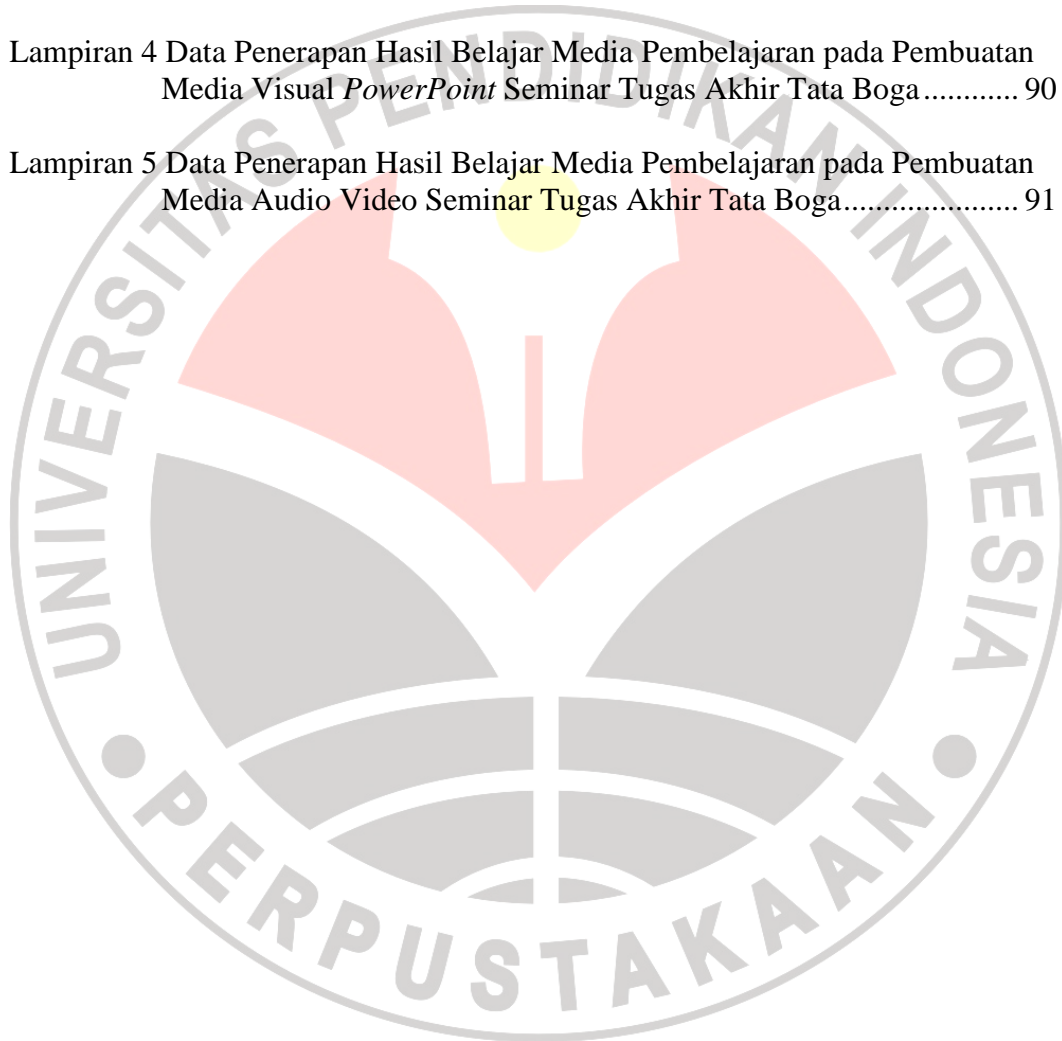 Lampiran 4 Data Penerapan Hasil Belajar Media Pembelajaran pada Pembuatan
Media Visual PowerPoint Seminar Tugas Akhir Tata Boga............ 90
Lampiran 5 Data Penerapan Hasil Belajar Media Pembelajaran pada Pembuatan
Media Audio Video Seminar Tugas Akhir Tata Boga...................... 91
UNIVERSITAS PENDIDIKAN INDONESIA
PERPUSTAKAAN